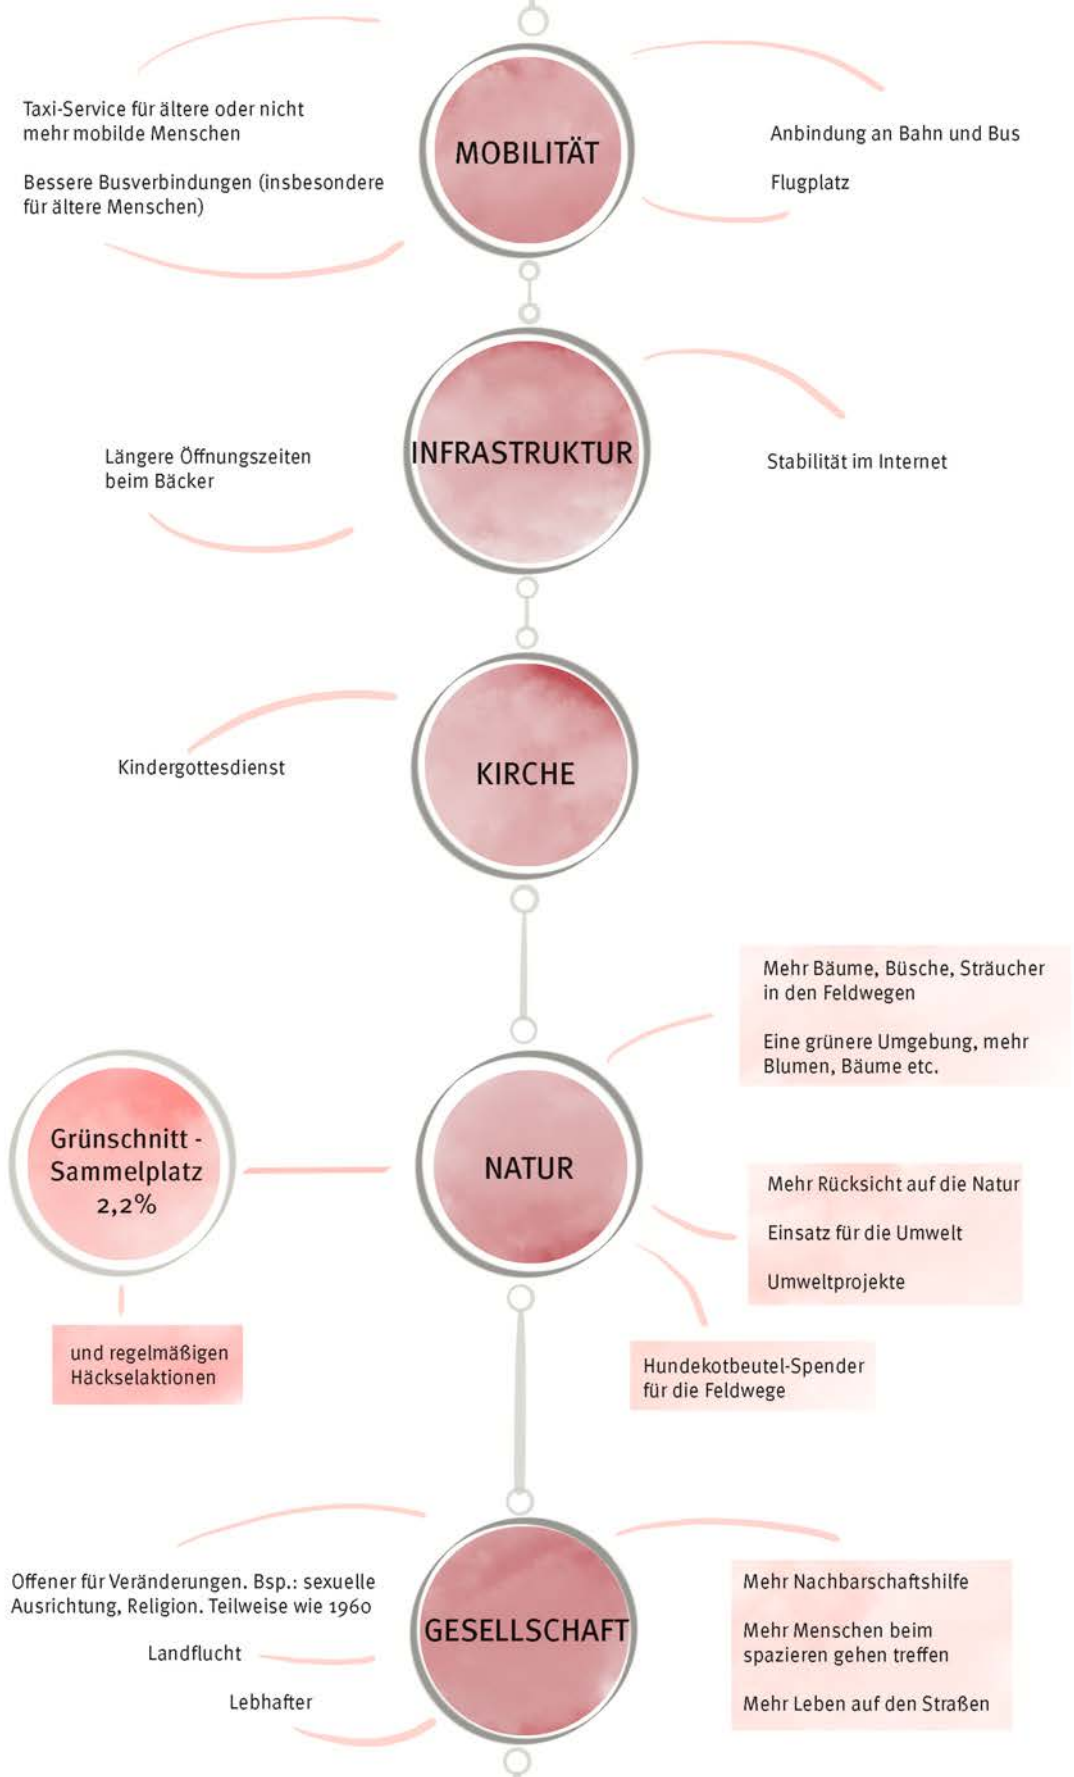 Taxi-Service für ältere oder nicht
mehr mobilde Menschen
Bessere Busverbindungen (insbesondere
für ältere Menschen)
MOBILITÄT
Anbindung an Bahn und Bus
Flugplatz
Längere Öffnungszeiten
beim Bäcker
INFRASTRUKTUR
Stabilität im Internet
Kindergottesdienst
KIRCHE
Mehr Bäume, Büsche, Sträucher
in den Feldwegen
Eine grünere Umgebung, mehr
Blumen, Bäume etc.
Grünschnitt -
Sammelplatz
2,2%
NATUR
Mehr Rücksicht auf die Natur
Einsatz für die Umwelt
Umweltprojekte
und regelmäßigen
Häckselaktionen
Hundekotbeutel-Spender
für die Feldwege
Offener für Veränderungen. Bsp.: sexuelle
Ausrichtung, Religion. Teilweise wie 1960
Landflucht
Lebhafter
GESELLSCHAFT
Mehr Nachbarschaftshilfe
Mehr Menschen beim
spazieren gehen treffen
Mehr Leben auf den Straßen